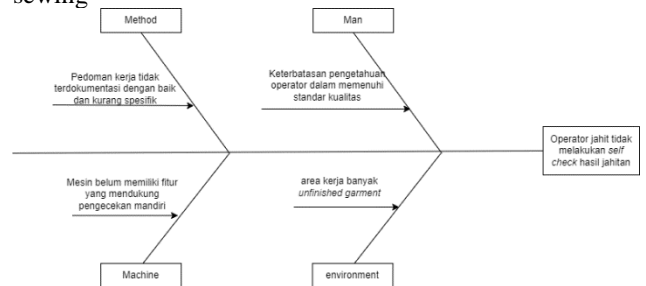 sewing
Method
Man
Pedoman kerja tidak
terdokumentasi dengan baik
dan kurang spesifik
Keterbatasan pengetahuan
operator dalam memenuhi
standar kualitas
Operator jahit tidak
melakukan self
check hasil jahitan
Mesin belum memiliki fitur
yang mendukung
pengecekan mandiri
area kerja banyak
unfinished garment
Machine
environment